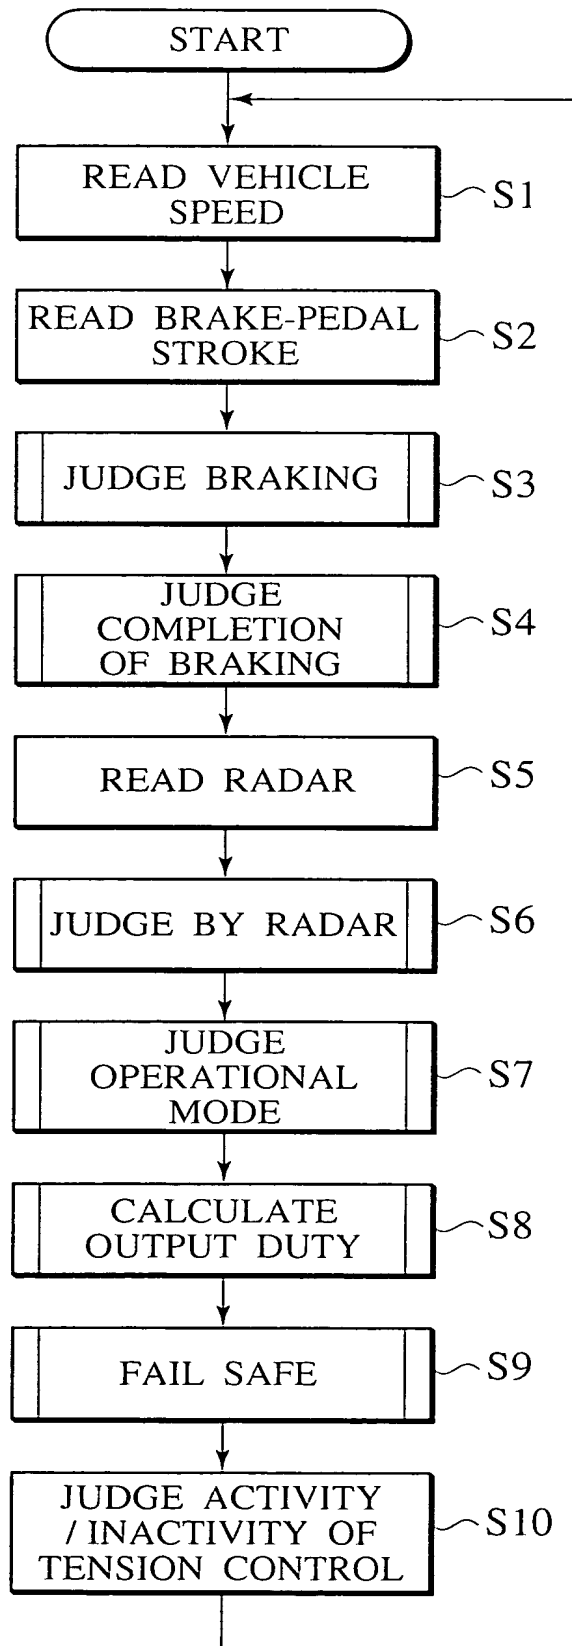 START
READ VEHICLE
SPEED
S1
READ BRAKE-PEDAL
STROKE
S2
JUDGE BRAKING
S3
JUDGE
COMPLETION
OF BRAKING
S4
READ RADAR
S5
JUDGE BY RADAR
S6
JUDGE
OPERATIONAL
MODE
S7
CALCULATE
OUTPUT DUTY
S8
FAIL SAFE
S9
JUDGE ACTIVITY
/ INACTIVITY OF
TENSION CONTROL
S10